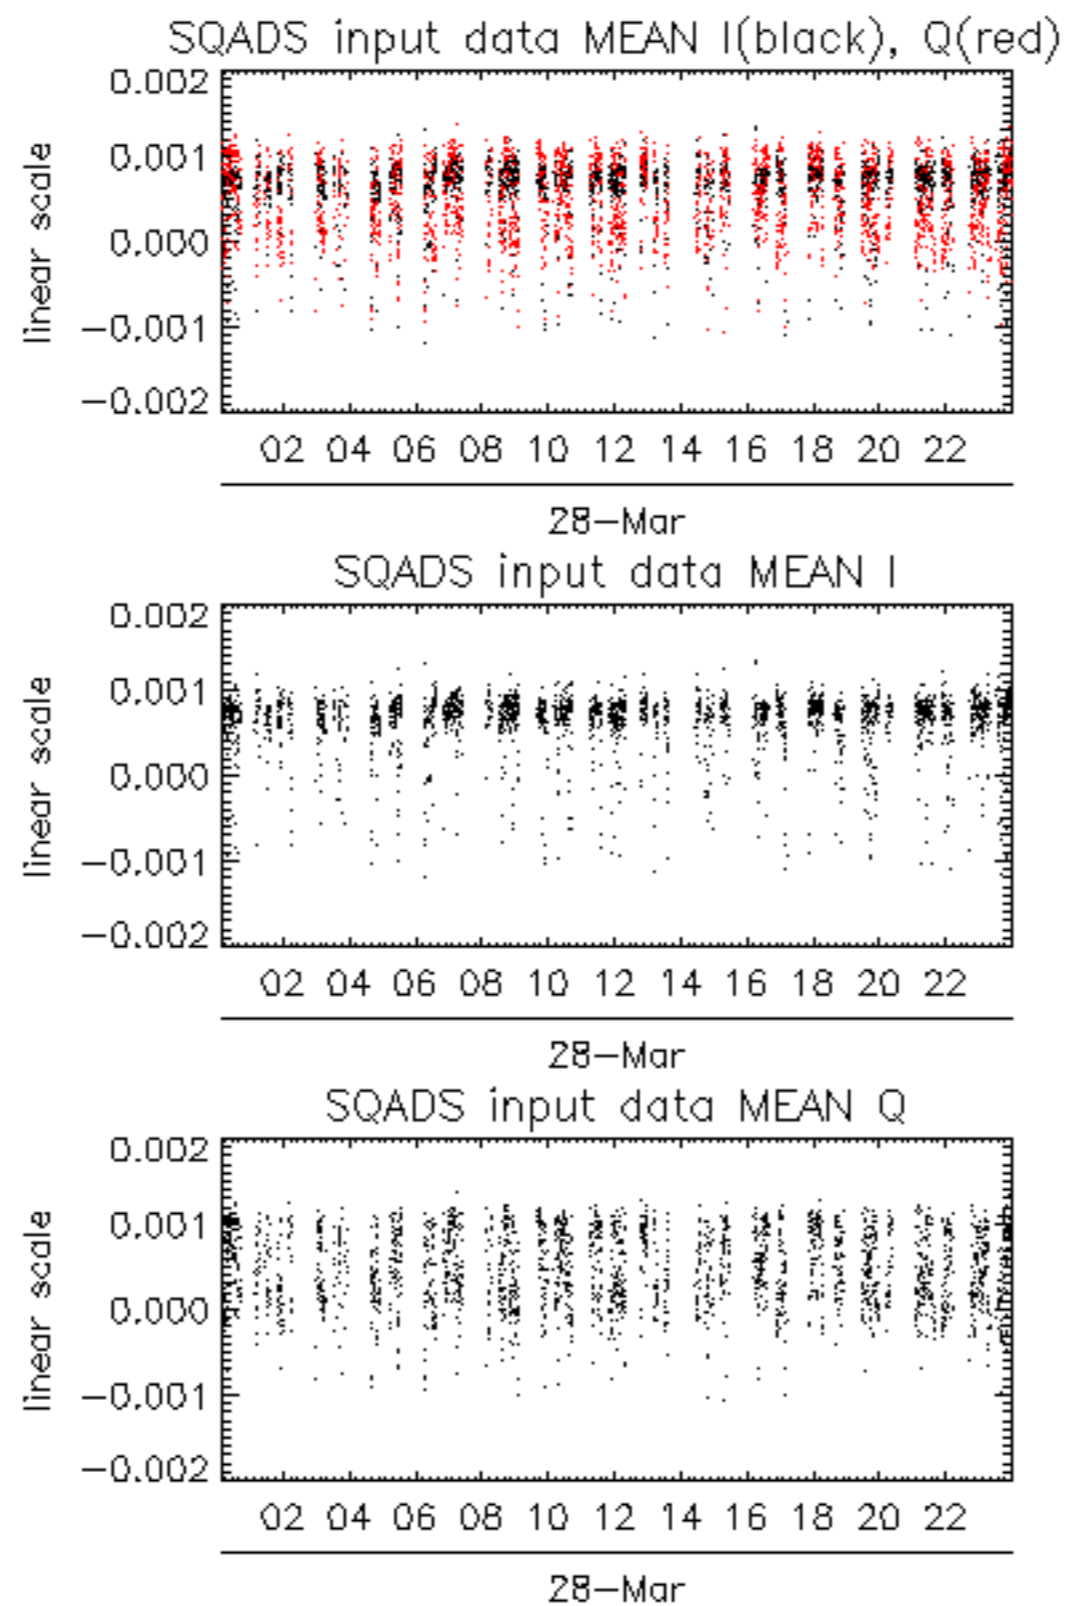 SQADS input data MEAN I(black), Q(red)
0.002
0.001
0.000
−0.001
−0.002
linear scale
02 04 06 08 10 12 14 16 18 20 22
28−Mar
SQADS input data MEAN I
0.002
0.001
0.000
−0.001
−0.002
linear scale
02 04 06 08 10 12 14 16 18 20 22
28−Mar
SQADS input data MEAN Q
0.002
0.001
0.000
−0.001
−0.002
linear scale
02 04 06 08 10 12 14 16 18 20 22
28−Mar